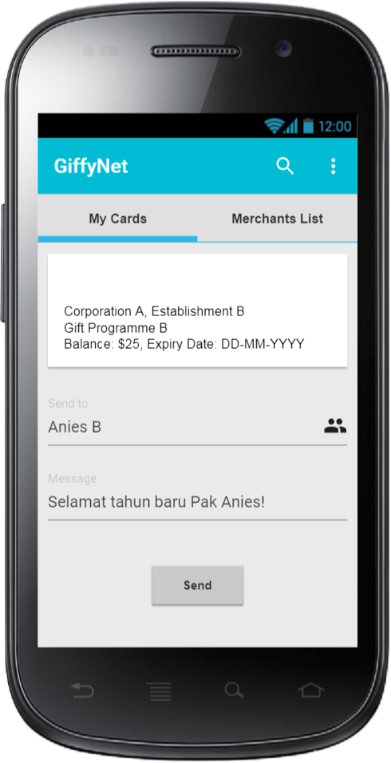 12:00
GiffyNet
My Cards
Merchants List
Corporation A, Establishment B
Gift Programme B
Balance: $25, Expiry Date: DD-MM-YYYY
Send to
Anies B
Message
Selamat tahun baru Pak Anies!
Send